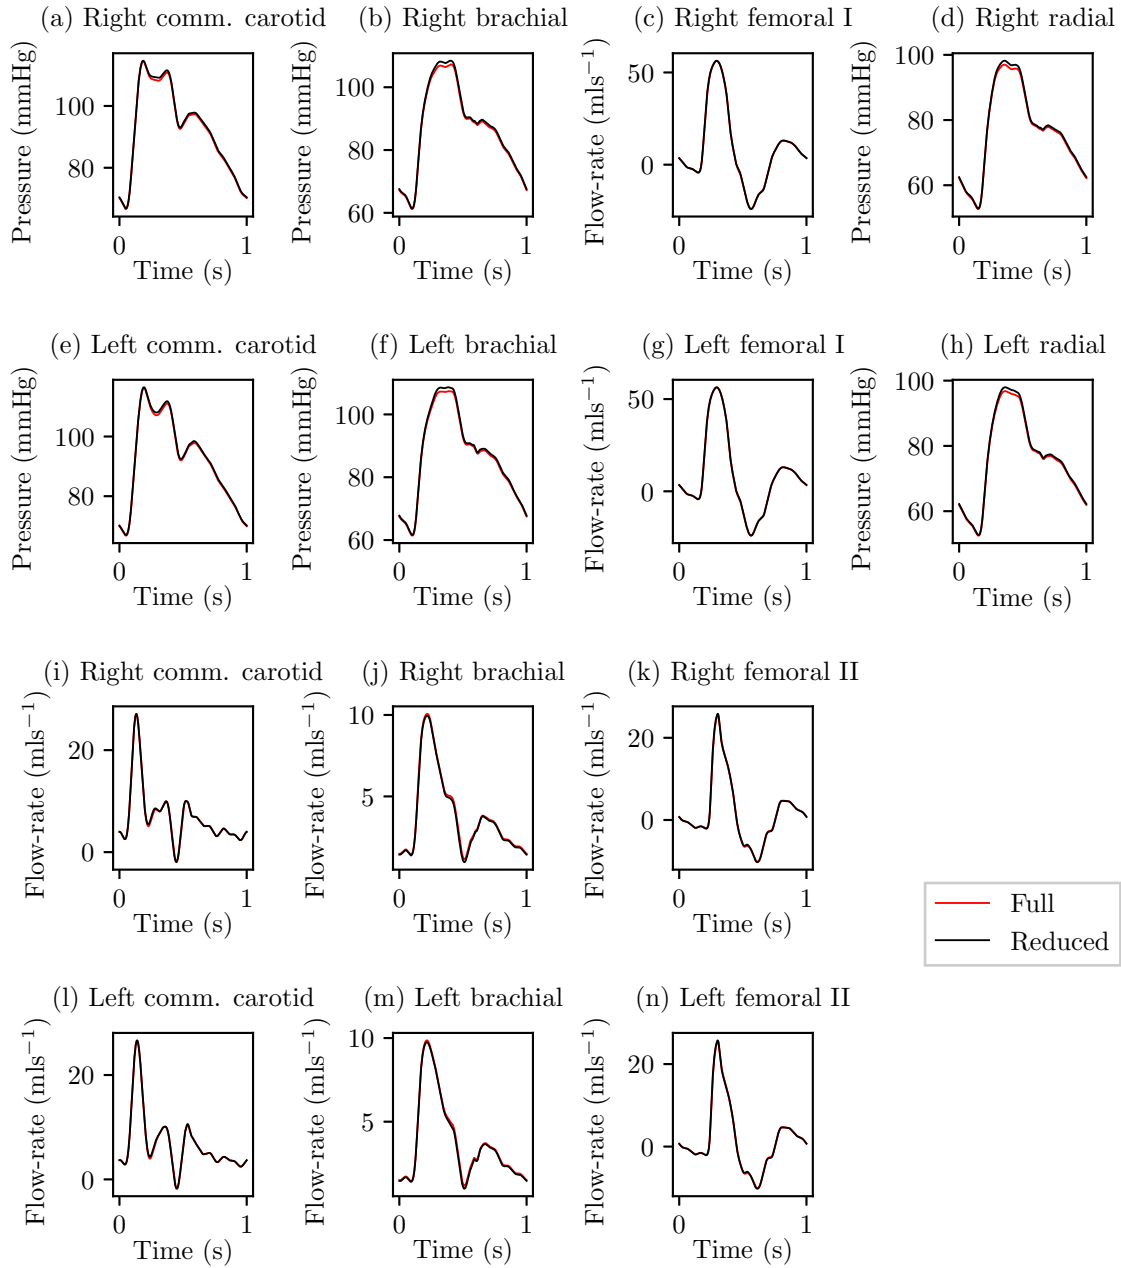 (a) Right comm. carotid
Pressure (mmHg)
100
80
0 1
Time (s)
(b) Right brachial
Pressure (mmHg)
100
80
60
0 1
Time (s)
(c) Right femoral I
Flow-rate (mls⁻¹)
50
0
0 1
Time (s)
(d) Right radial
Pressure (mmHg)
100
80
60
0 1
Time (s)
(e) Left comm. carotid
Pressure (mmHg)
100
80
0 1
Time (s)
(f) Left brachial
Pressure (mmHg)
100
80
60
0 1
Time (s)
(g) Left femoral I
Flow-rate (mls⁻¹)
50
0
0 1
Time (s)
(h) Left radial
Pressure (mmHg)
100
80
60
0 1
Time (s)
(i) Right comm. carotid
Flow-rate (mls⁻¹)
20
0
0 1
Time (s)
(j) Right brachial
Flow-rate (mls⁻¹)
10
5
0 1
Time (s)
(k) Right femoral II
Flow-rate (mls⁻¹)
20
0
0 1
Time (s)
Full
Reduced
(l) Left comm. carotid
Flow-rate (mls⁻¹)
20
0
0 1
Time (s)
(m) Left brachial
Flow-rate (mls⁻¹)
10
5
0 1
Time (s)
(n) Left femoral II
Flow-rate (mls⁻¹)
20
0
0 1
Time (s)